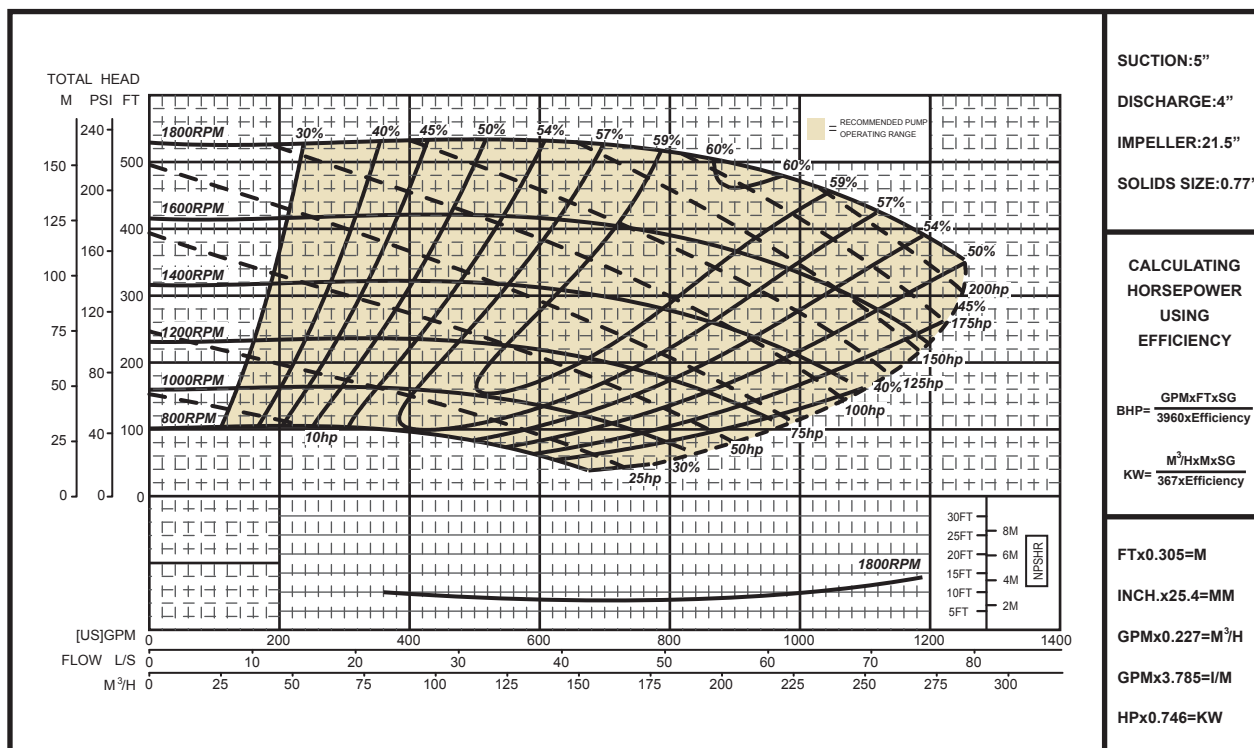 TOTAL HEAD
M PSI FT
240
200
160
120
80
40
0
150
125
100
75
50
25
0
500
400
300
200
100
0
1800RPM
1600RPM
1400RPM
1200RPM
1000RPM
800RPM
30%
40%
45%
50%
54%
57%
59%
60%
60%
59%
57%
54%
50%
45%
40%
30%
= RECOMMENDED PUMP
OPERATING RANGE
200hp
175hp
150hp
125hp
100hp
75hp
50hp
25hp
10hp
1800RPM
30FT
25FT
20FT
15FT
10FT
5FT
8M
6M
4M
2M
NPSHR
[US]GPM 0 200 400 600 800 1000 1200 1400
FLOW L/S 0 10 20 30 40 50 60 70 80
M³/H 0 25 50 75 100 125 150 175 200 225 250 275 300
SUCTION:5”
DISCHARGE:4”
IMPELLER:21.5”
SOLIDS SIZE:0.77”
CALCULATING
HORSEPOWER
USING
EFFICIENCY
BHP= GPMxFTxSG
3960xEfficiency
KW= M³/HxMxSG
367xEfficiency
FTx0.305=M
INCH.x25.4=MM
GPMx0.227=M³/H
GPMx3.785=l/M
HPx0.746=KW